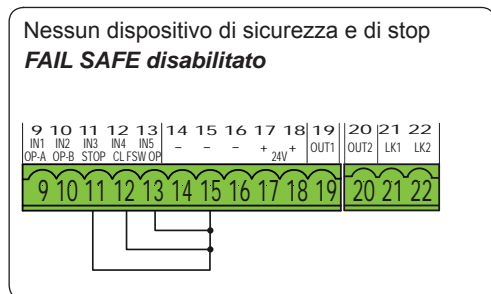 Nessun dispositivo di sicurezza e di stop
FAIL SAFE disabilitato
9 10 11 12 13 14 15 16 17 18 19 20 21 22
IN1 IN2 IN3 IN4 IN5 – – – + + OUT1 OUT2 LK1 LK2
OP-A OP-B STOP CL FSW OP 24V
9 10 11 12 13 14 15 16 17 18 19 20 21 22